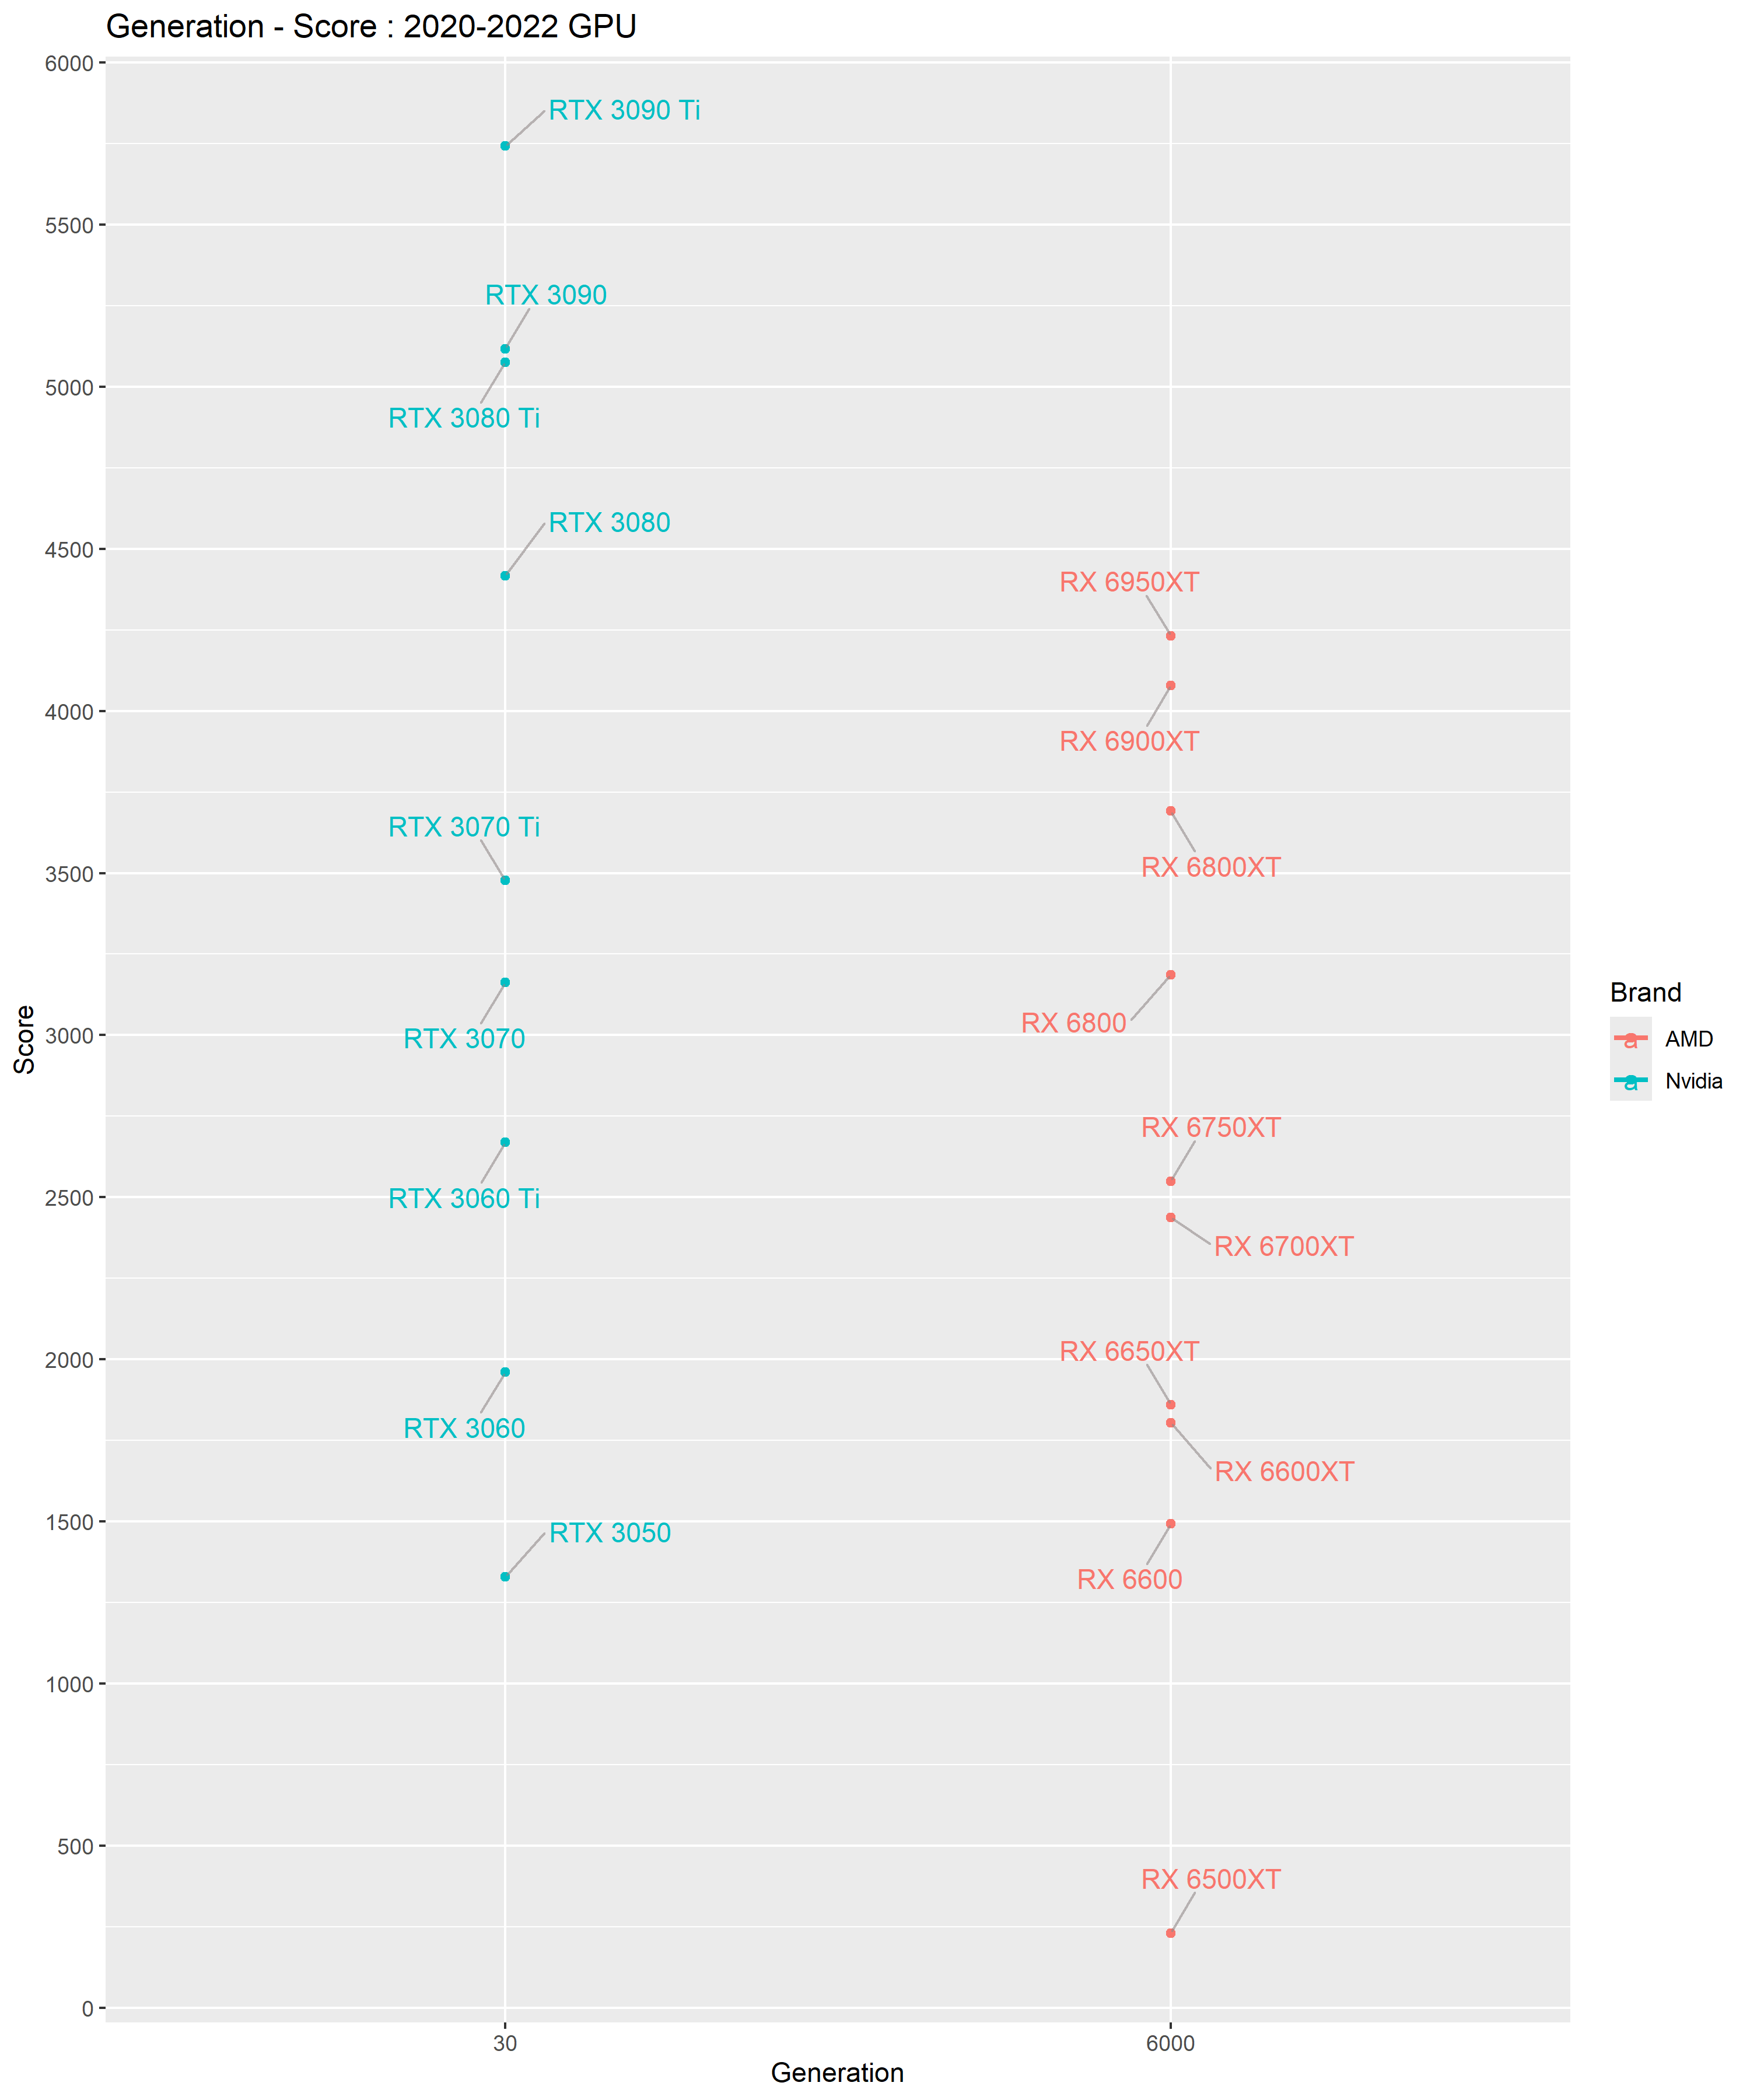 Generation - Score : 2020-2022 GPU
6000
RTX 3090 Ti
5500
RTX 3090
5000
RTX 3080 Ti
RTX 3080
4500
RX 6950XT
4000
RX 6900XT
RTX 3070 Ti
RX 6800XT
3500
RX 6800
3000
RTX 3070
Score
Brand
AMD
Nvidia
a
a
RX 6750XT
2500
RTX 3060 Ti
RX 6700XT
RX 6650XT
2000
RTX 3060
RX 6600XT
1500
RTX 3050
RX 6600
1000
500
RX 6500XT
0
30
6000
Generation